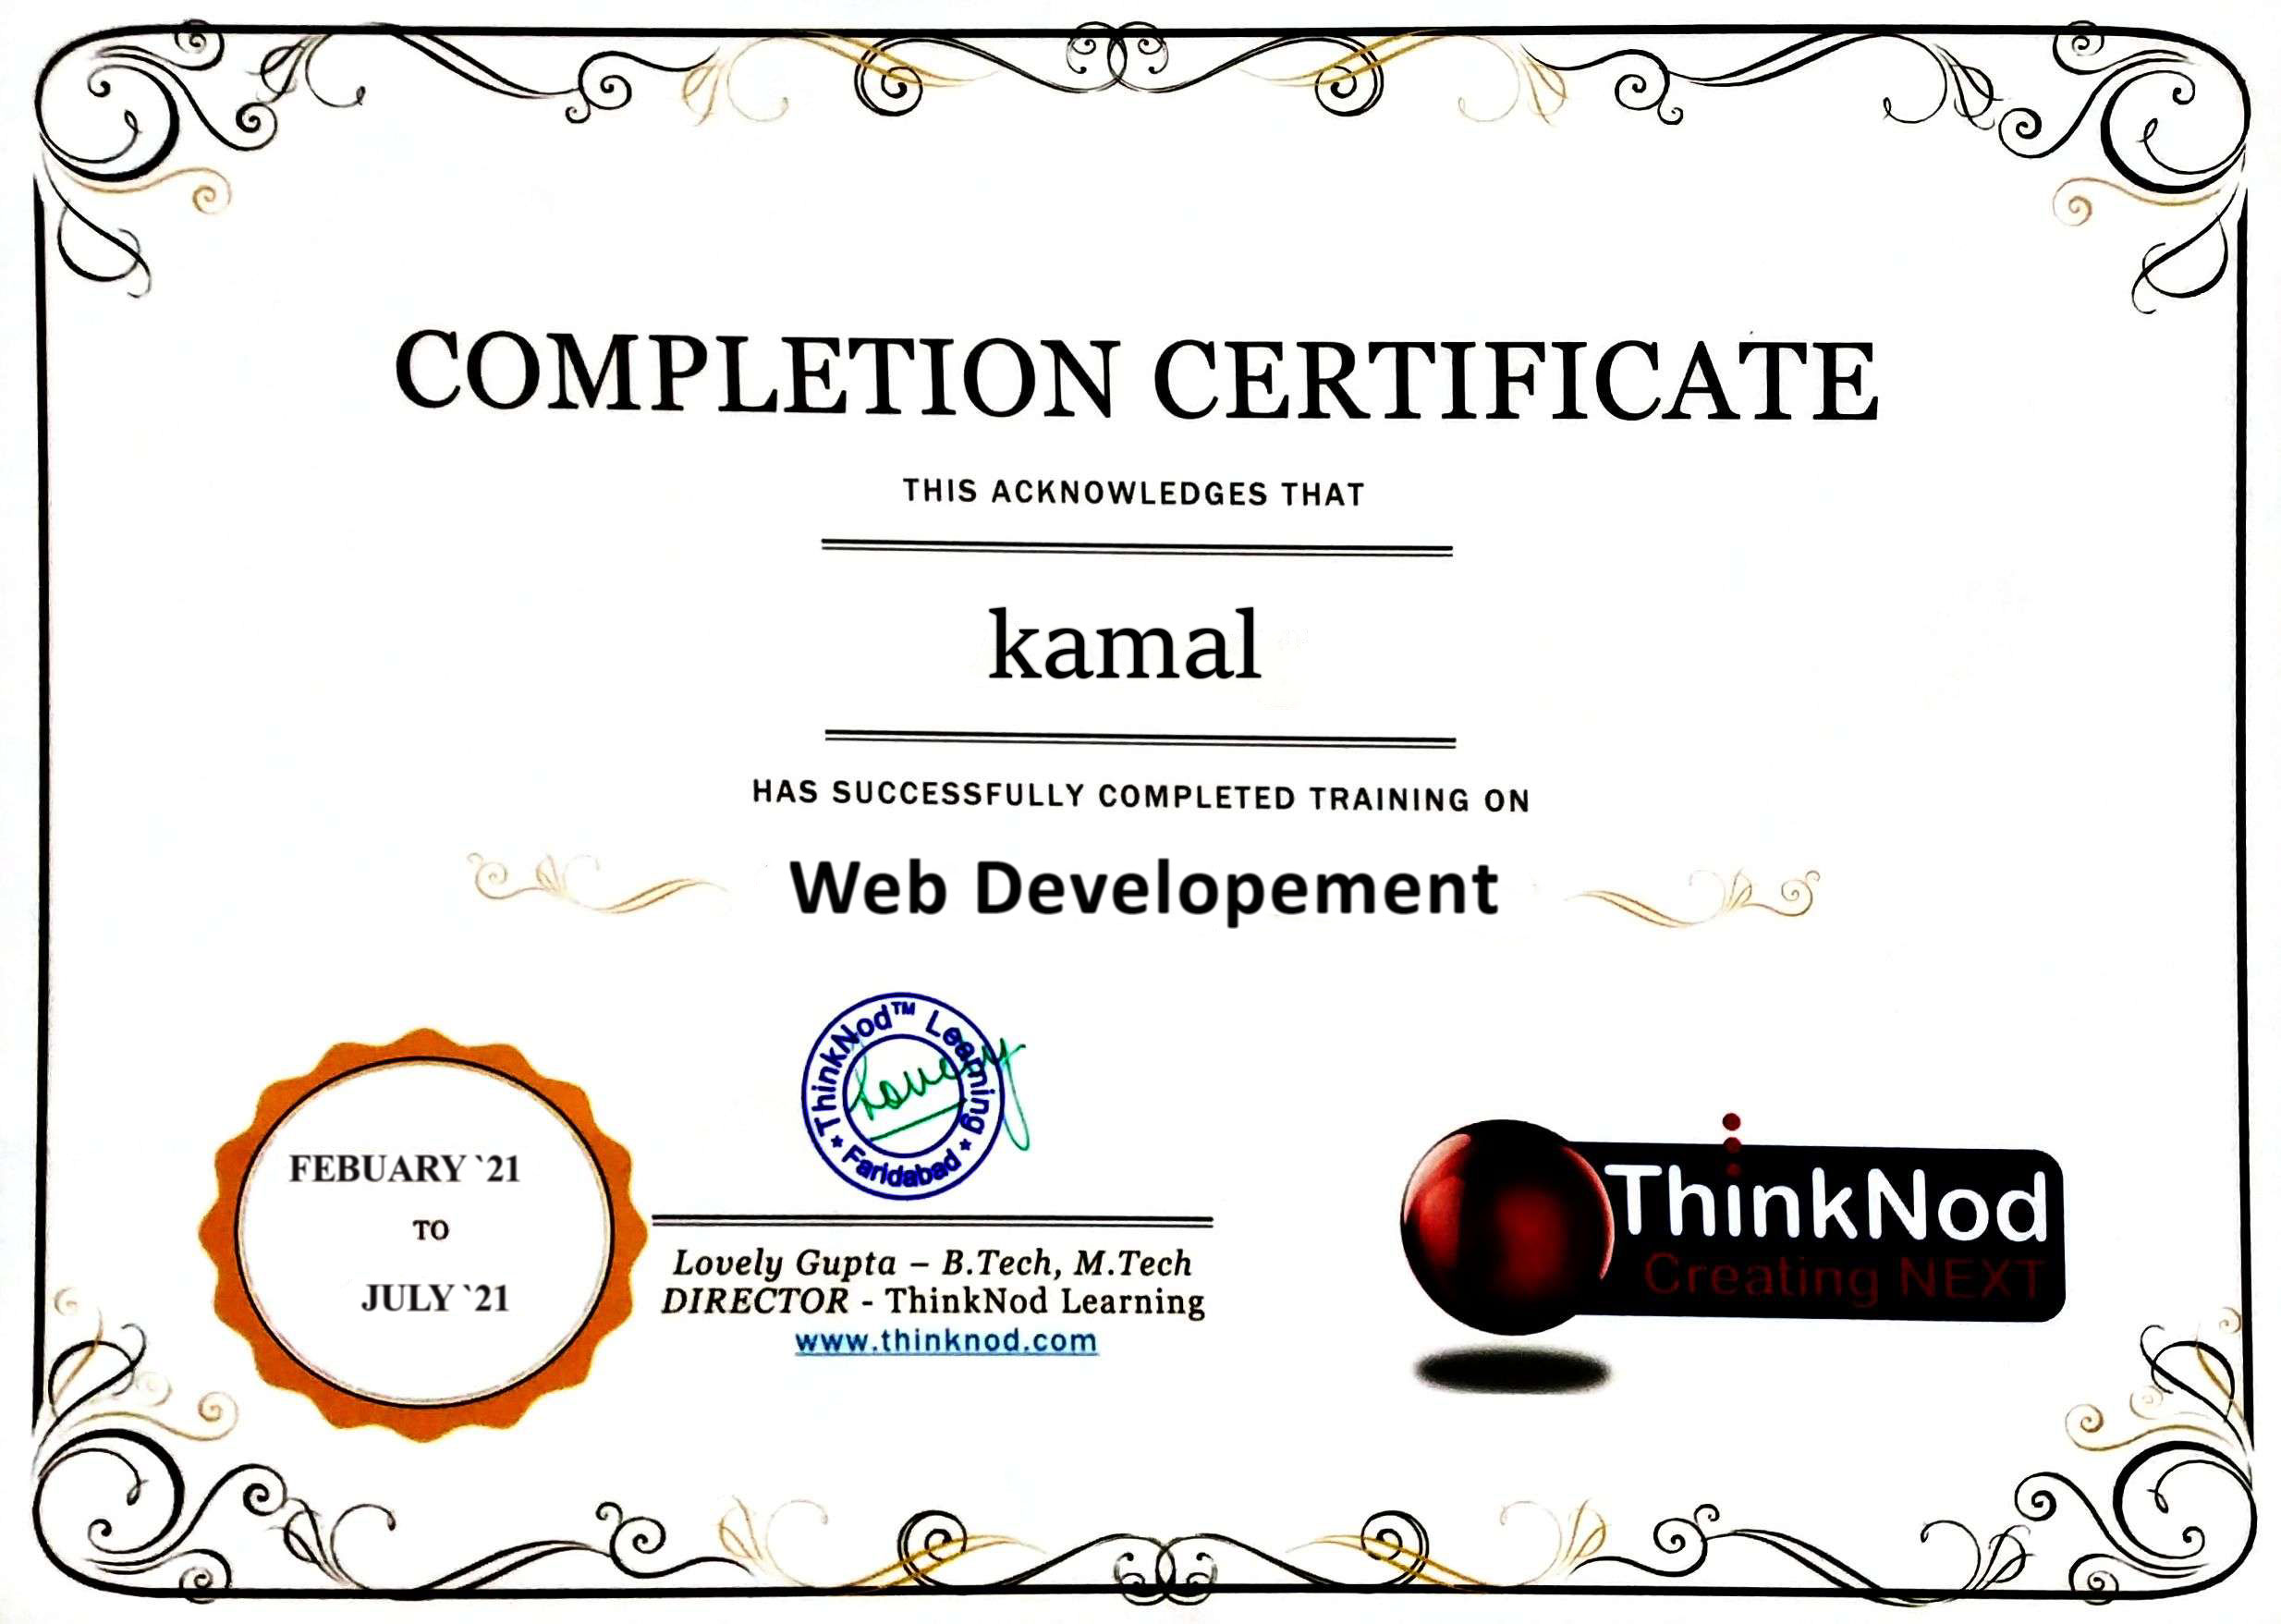 COMPLETION CERTIFICATE
THIS ACKNOWLEDGES THAT
kamal
HAS SUCCESSFULLY COMPLETED TRAINING ON
Web Developement
ThinkNod™ Learning
★ Faridabad ★
Lovely
FEBUARY `21
TO
JULY `21
Lovely Gupta – B.Tech, M.Tech
DIRECTOR - ThinkNod Learning
www.thinknod.com
ThinkNod
Creating NEXT